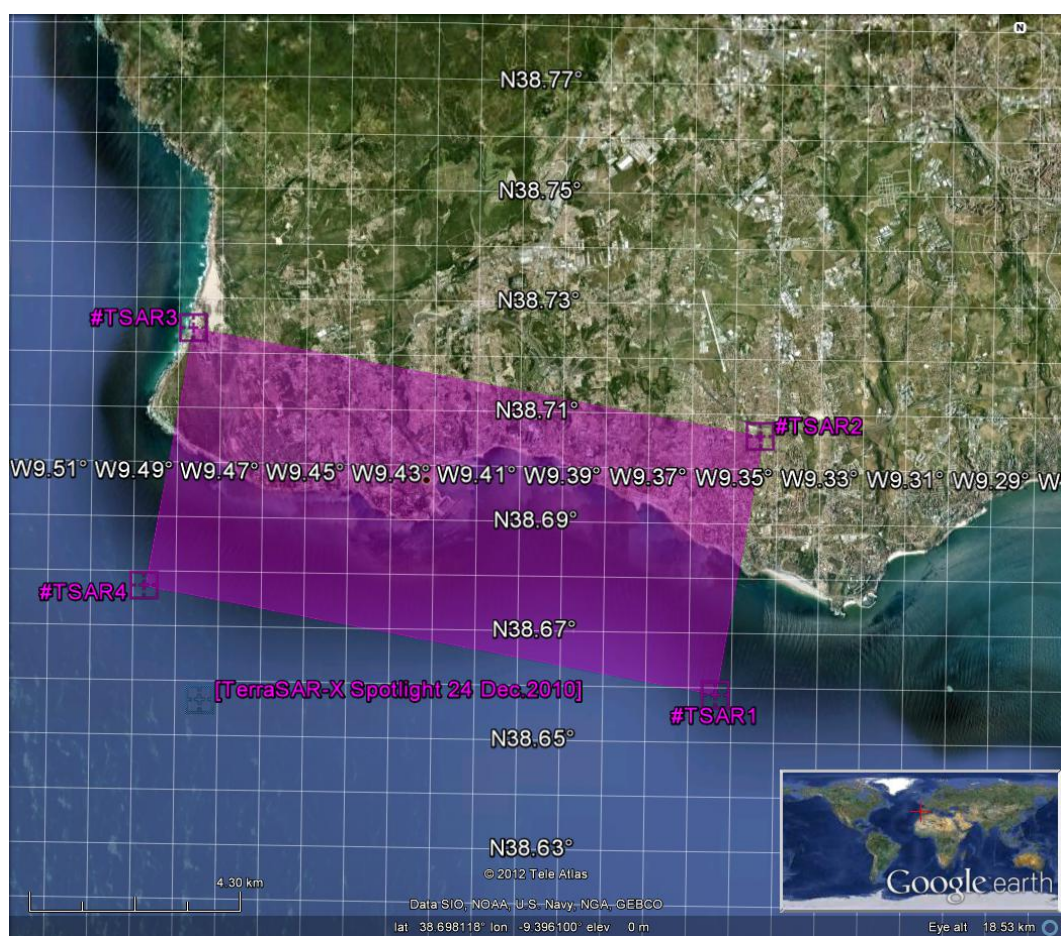 N
N38.77°
N38.75°
N38.73°
#TSAR3
N38.71°
#TSAR2
W9.51° W9.49° W9.47° W9.45° W9.43° W9.41° W9.39° W9.37° W9.35° W9.33° W9.31° W9.29° W
N38.69°
#TSAR4
N38.67°
[TerraSAR-X Spotlight 24 Dec.2010]
#TSAR1
N38.65°
N38.63°
© 2012 Tele Atlas
4.30 km
Google earth
Data SIO, NOAA, U.S. Navy, NGA, GEBCO
lat 38.698118° lon -9.396100° elev 0 m
Eye alt 18.53 km